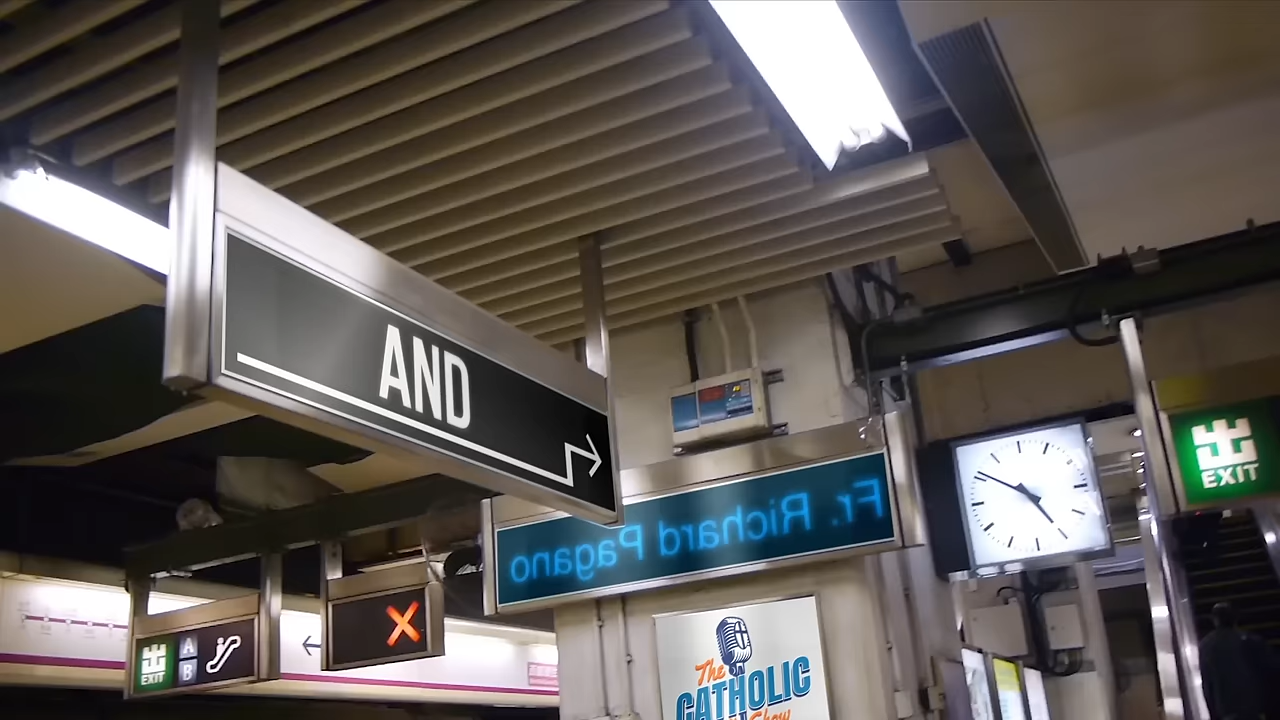 AND
Fr. Richard Pagano
EXIT
EXIT
A
B
The
CATHOLIC
Show